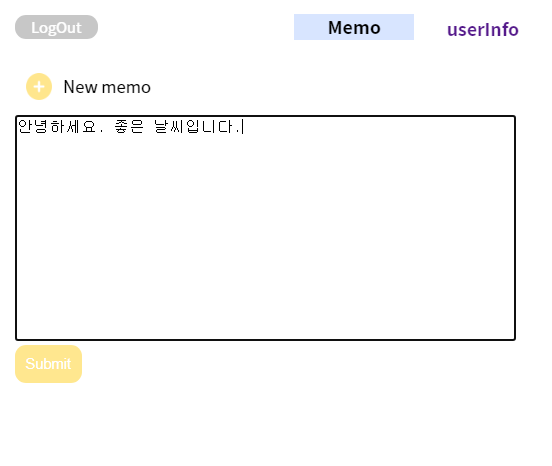 LogOut
Memo
userInfo
New memo
안녕하세요. 좋은 날씨입니다.
Submit